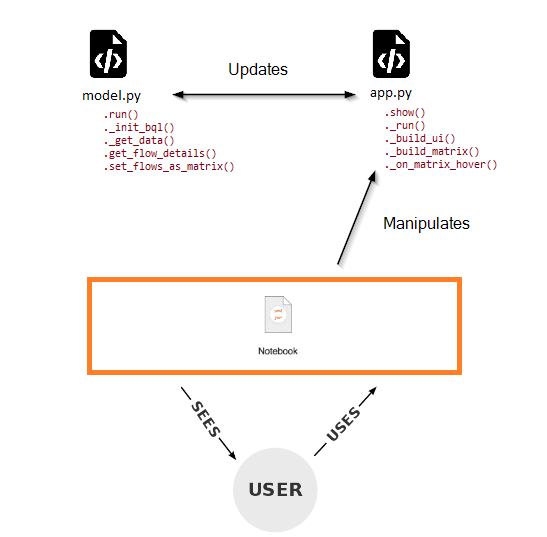 Updates
model.py
.run()
._init_bql()
._get_data()
.get_flow_details()
.set_flows_as_matrix()
app.py
.show()
._run()
._build_ui()
._build_matrix()
._on_matrix_hover()
Manipulates
Notebook
SEES
USES
USER